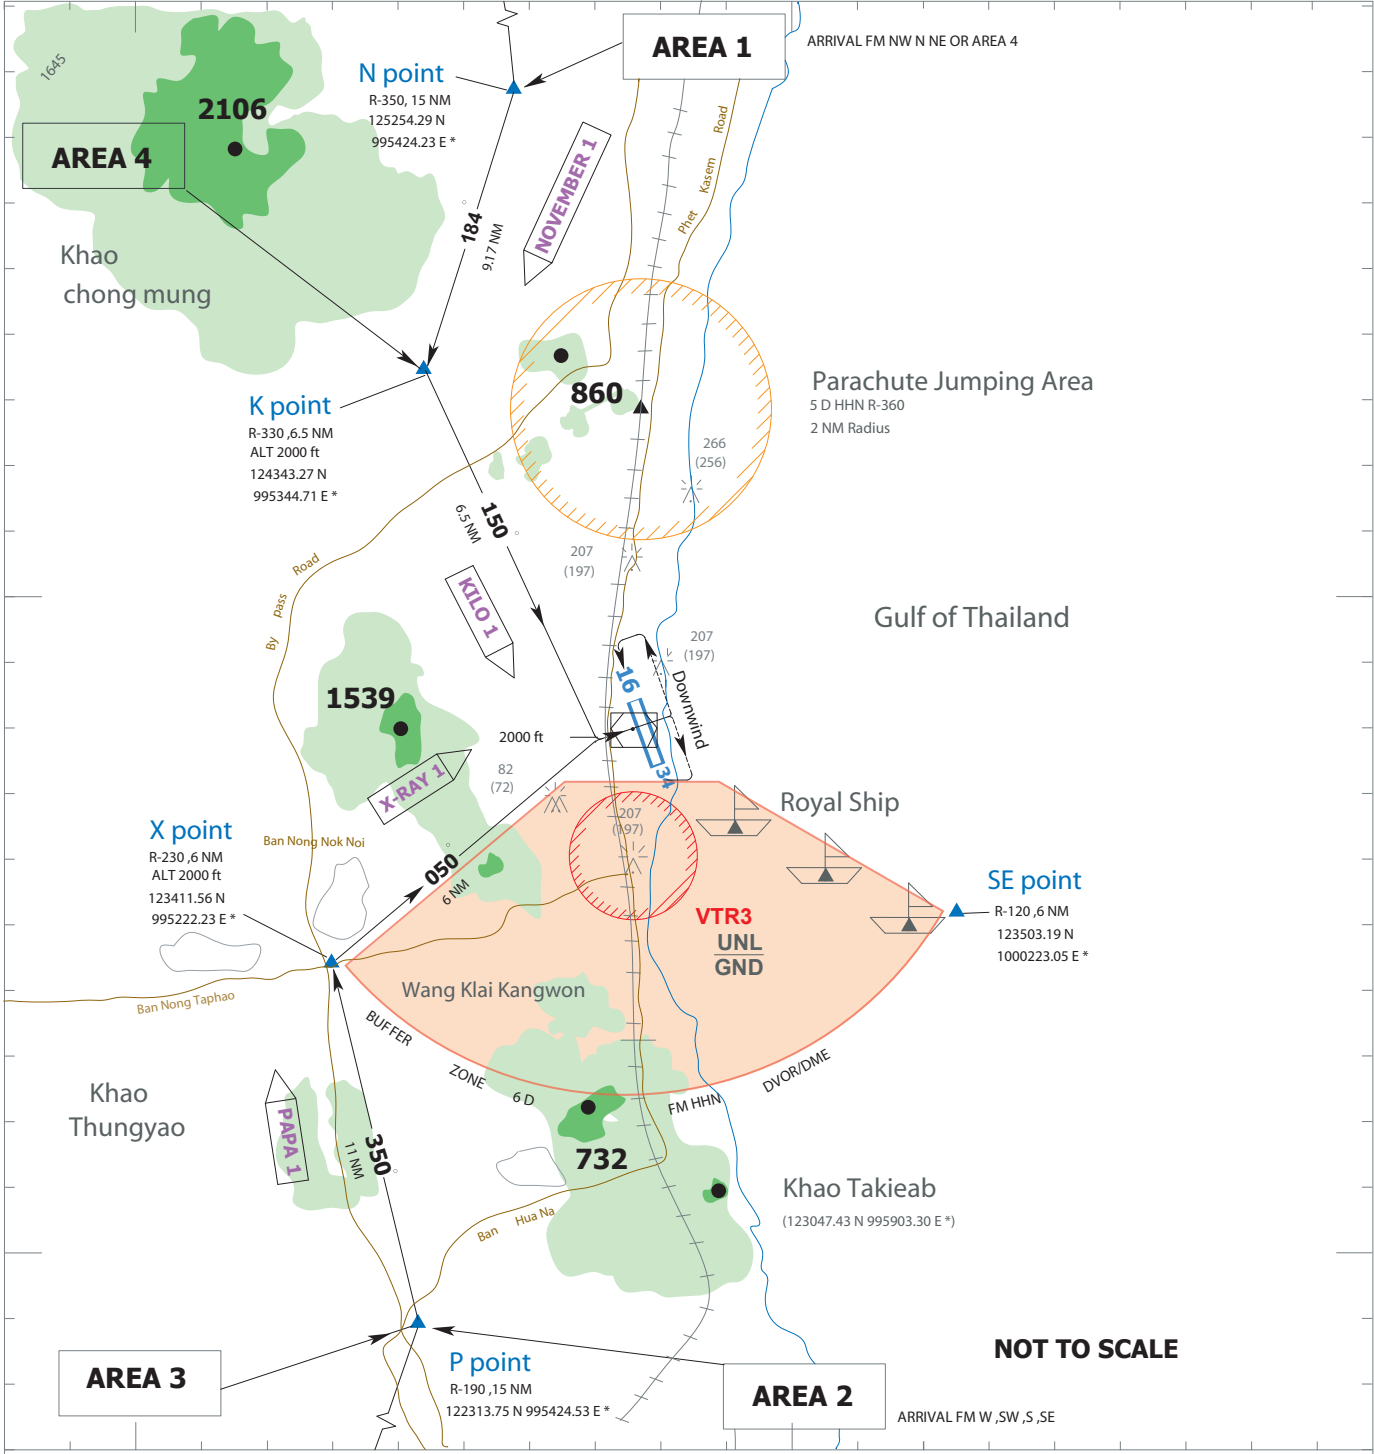 AREA 1
ARRIVAL FM NW N NE OR AREA 4
1645
N point
R-350, 15 NM
125254.29 N
995424.23 E *
2106
AREA 4
Phet Kasem Road
NOVEMBER 1
184°
9.17 NM
Khao
chong mung
Parachute Jumping Area
5 D HHN R-360
2 NM Radius
860
K point
R-330 ,6.5 NM
ALT 2000 ft
124343.27 N
995344.71 E *
266
(256)
150°
6.5 NM
207
(197)
By pass Road
KILO 1
Gulf of Thailand
207
(197)
16
Downwind
34
1539
2000 ft
82
(72)
X-RAY 1
Royal Ship
207
(197)
X point
R-230 ,6 NM
ALT 2000 ft
123411.56 N
995222.23 E *
Ban Nong Nok Noi
050°
6 NM
SE point
R-120 ,6 NM
123503.19 N
1000223.05 E *
VTR3
UNL
GND
Wang Klai Kangwon
Ban Nong Taphao
BUFFER ZONE 6 D FM HHN DVOR/DME
Khao
Thungyao
PAPA 1
350°
11 NM
732
Khao Takieab
(123047.43 N 995903.30 E *)
Ban Hua Na
NOT TO SCALE
P point
R-190 ,15 NM
122313.75 N 995424.53 E *
AREA 3
AREA 2
ARRIVAL FM W ,SW ,S ,SE